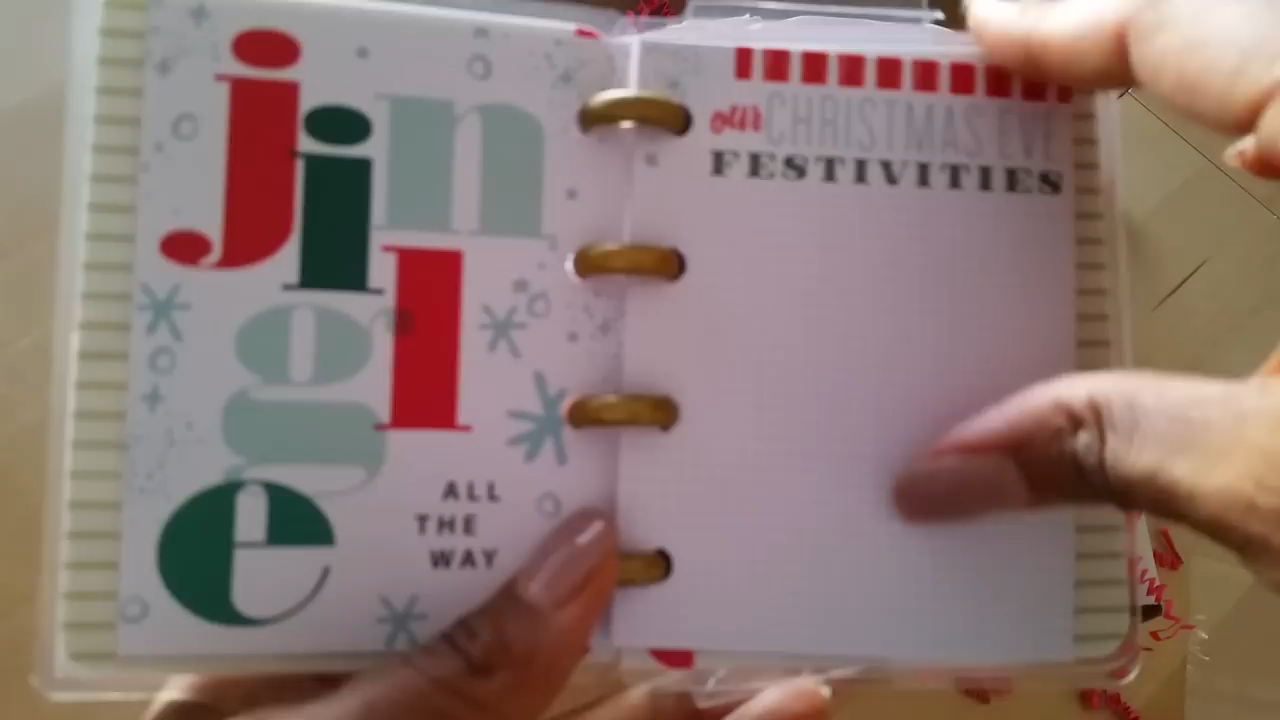 jingle
ALL
THE
WAY
our CHRISTMAS EVE
FESTIVITIES